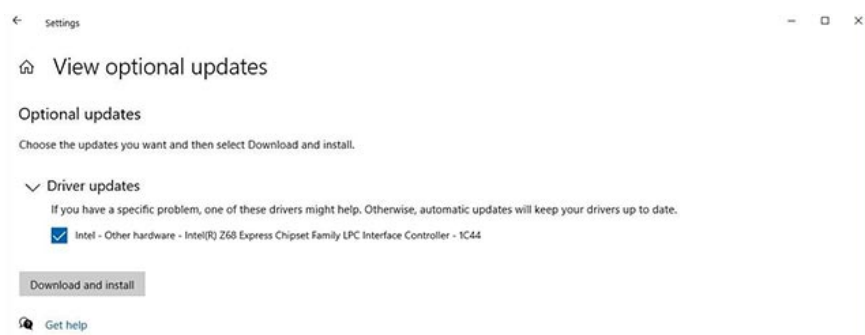 Settings
View optional updates
Optional updates
Choose the updates you want and then select Download and install.
Driver updates
If you have a specific problem, one of these drivers might help. Otherwise, automatic updates will keep your drivers up to date.
Intel - Other hardware - Intel(R) Z68 Express Chipset Family LPC Interface Controller - 1C44
Download and install
Get help